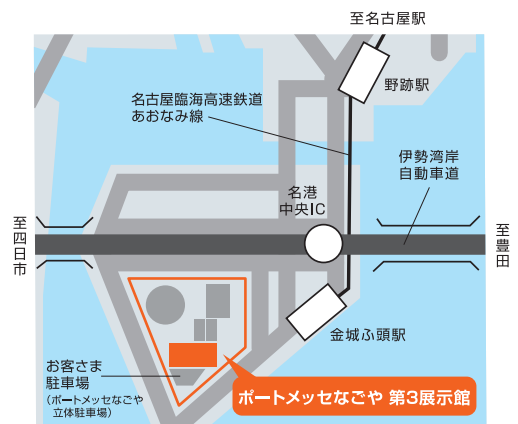 至名古屋駅
野跡駅
名古屋臨海高速鉄道
あおなみ線
伊勢湾岸
自動車道
名港
中央IC
至四日市
至豊田
金城ふ頭駅
お客さま
駐車場
(ポートメッセなごや
立体駐車場)
ポートメッセなごや 第3展示館